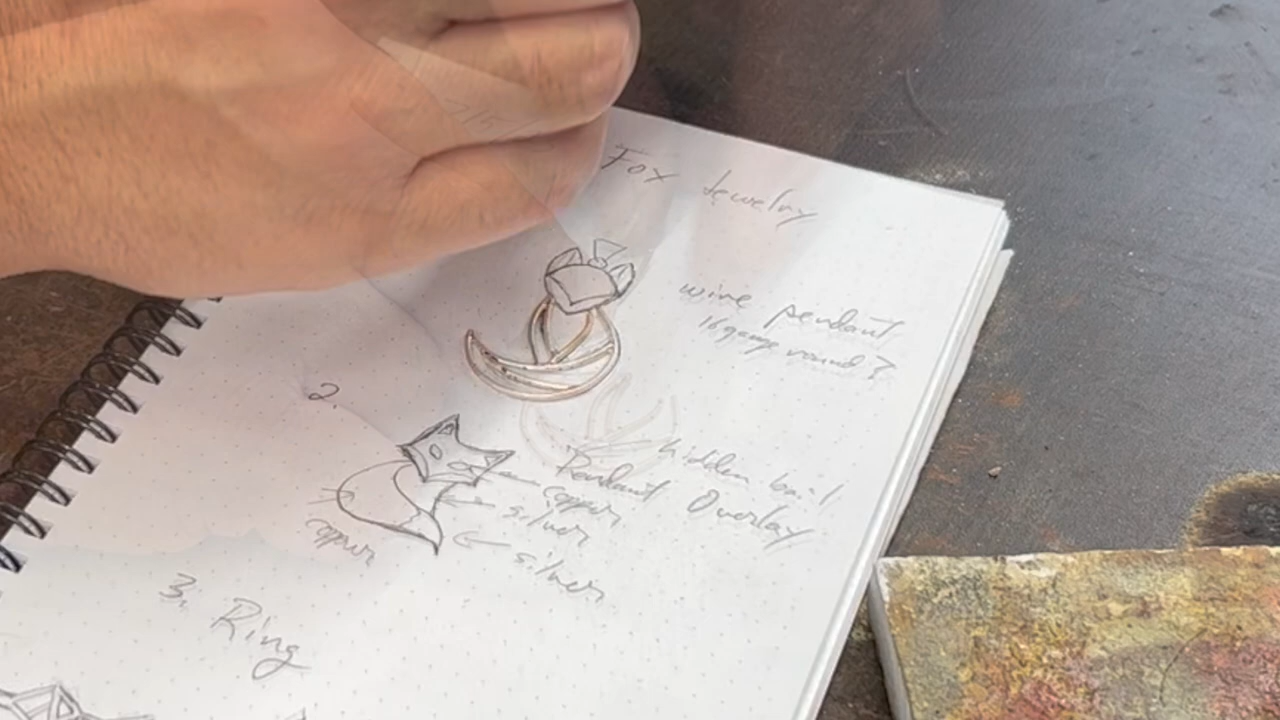 Fox Jewelry
wire pendant
16 gauge round?
2.
hidden bail
Pendant Overlay
copper
silver
copper
silver
3. Ring